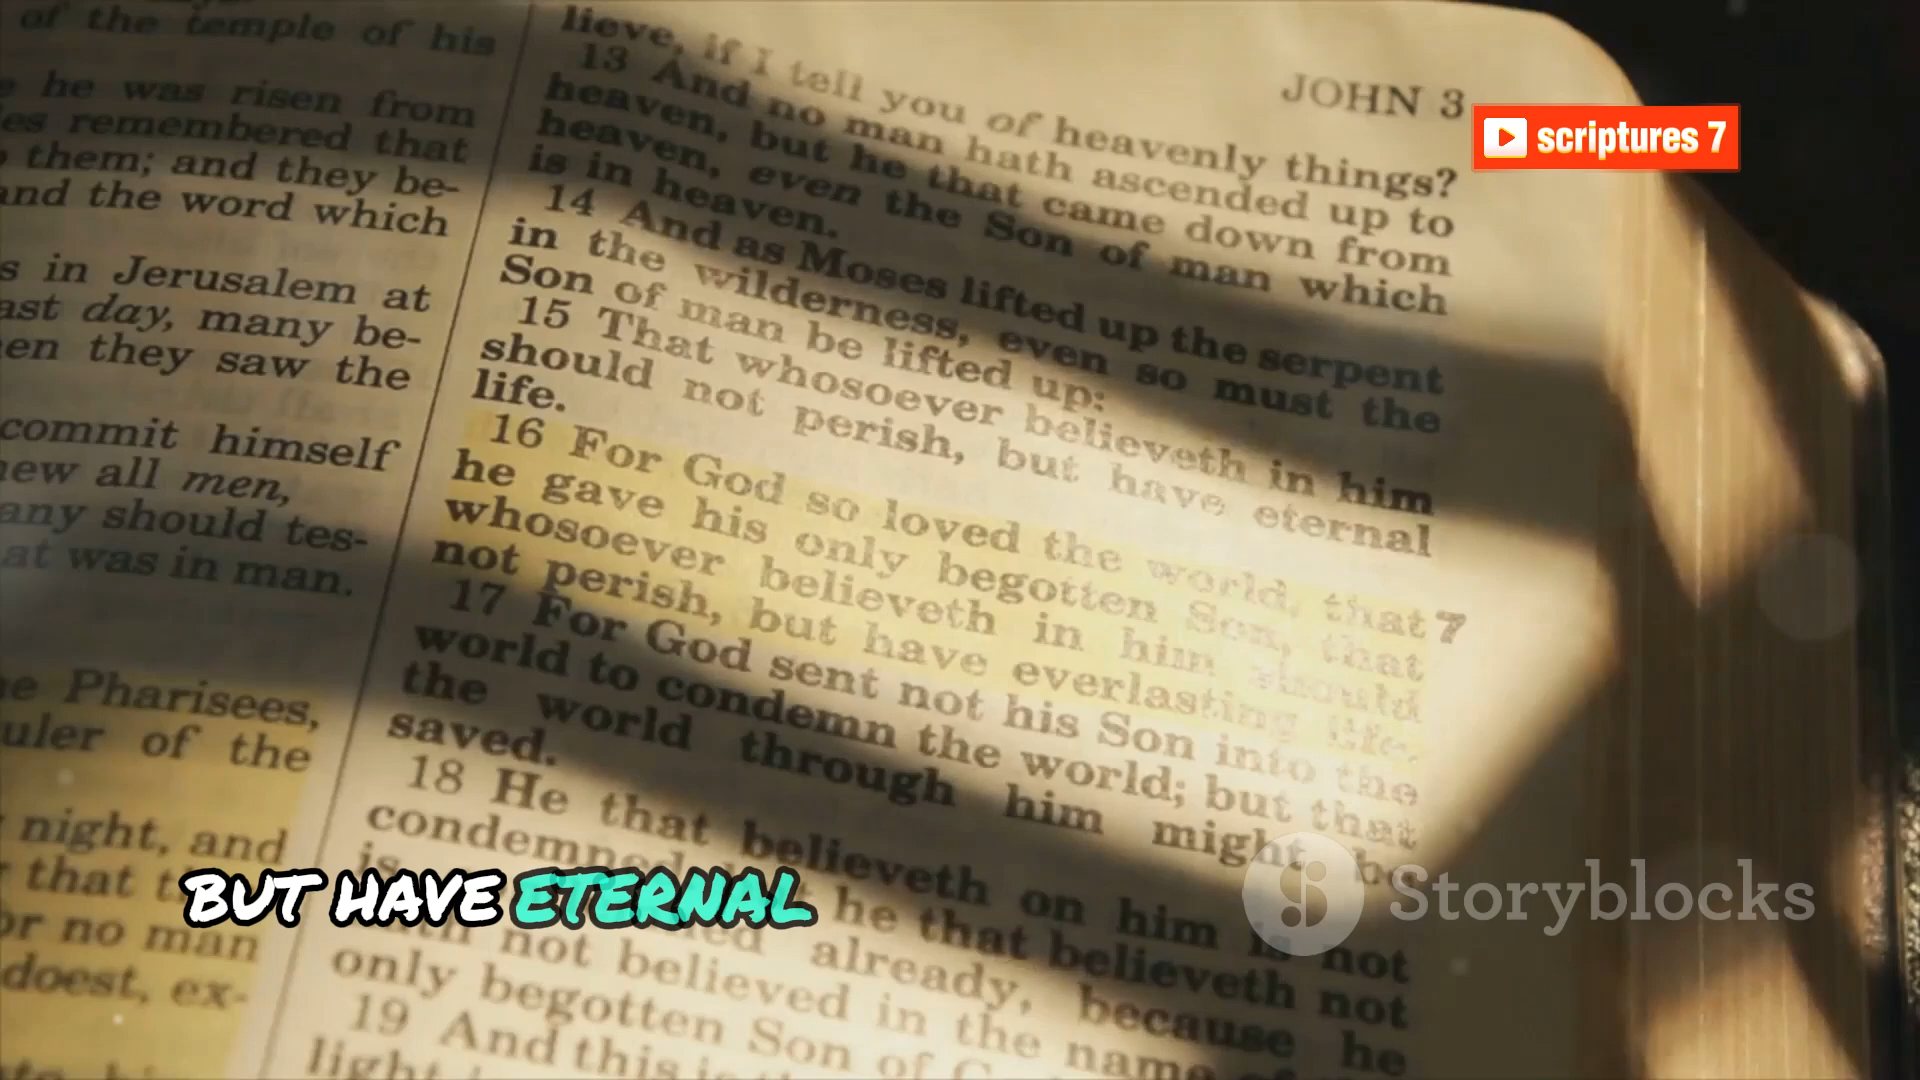 of the temple of his
he was risen from
remembered that
them; and they be-
and the word which
s in Jerusalem at
ast day, many be-
en they saw the
commit himself
new all men,
any should tes-
at was in man.
e Pharisees,
uler of the
night, and
that
or no man
doest, ex-
JOHN 3
scriptures 7
lieve, if I tell you of heavenly things?
13 And no man hath ascended up to
heaven, but he that came down from
heaven, even the Son of man which
is in heaven.
14 And as Moses lifted up the serpent
in the wilderness, even so must the
Son of man be lifted up:
15 That whosoever believeth in him
should not perish, but have eternal
life.
16 For God so loved the world, that
he gave his only begotten Son, that
whosoever believeth in him should
not perish, but have everlasting life.
17 For God sent not his Son into the
world to condemn the world; but that
the world through him might be
saved.
18 He that believeth on him is not
condemned he that believeth not
is already, because he
not believed in the name
only begotten Son of
19 And this is
light
7
BUT HAVE ETERNAL
Storyblocks